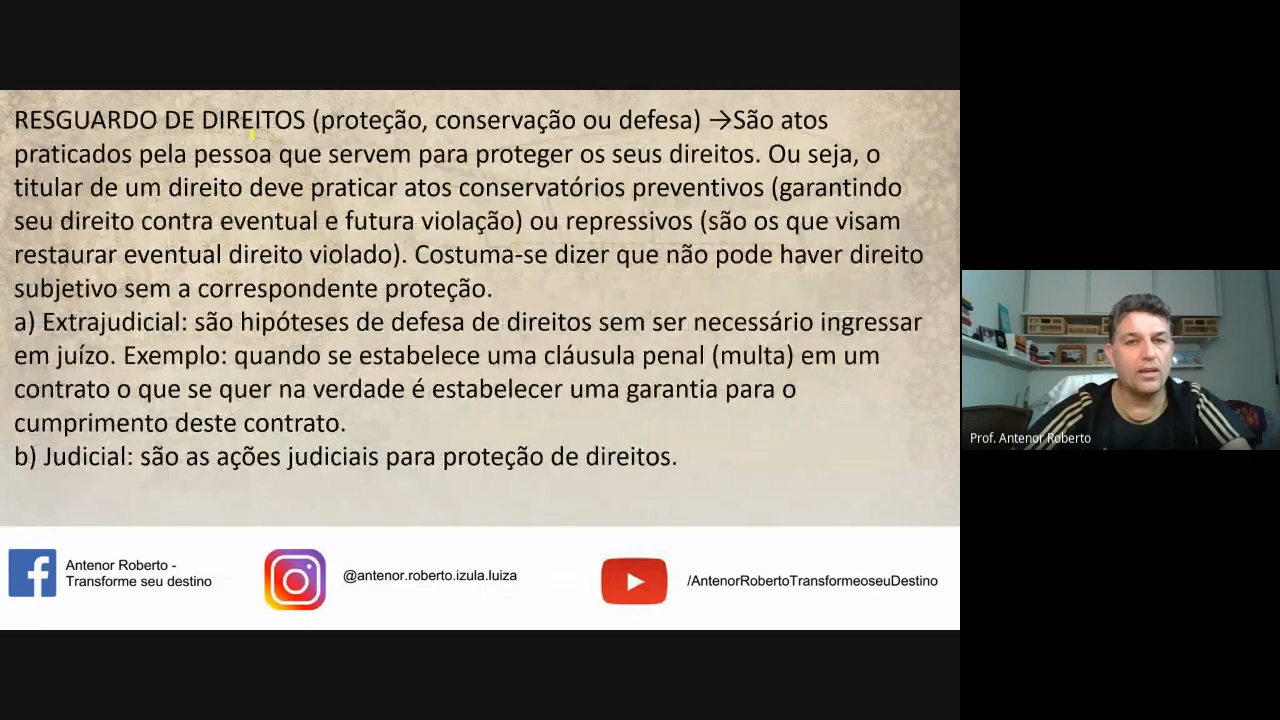 RESGUARDO DE DIREITOS (proteção, conservação ou defesa) →São atos
praticados pela pessoa que servem para proteger os seus direitos. Ou seja, o
titular de um direito deve praticar atos conservatórios preventivos (garantindo
seu direito contra eventual e futura violação) ou repressivos (são os que visam
restaurar eventual direito violado). Costuma-se dizer que não pode haver direito
subjetivo sem a correspondente proteção.
a) Extrajudicial: são hipóteses de defesa de direitos sem ser necessário ingressar
em juízo. Exemplo: quando se estabelece uma cláusula penal (multa) em um
contrato o que se quer na verdade é estabelecer uma garantia para o
cumprimento deste contrato.
b) Judicial: são as ações judiciais para proteção de direitos.
Prof. Antenor Roberto
Antenor Roberto -
Transforme seu destino
@antenor.roberto.izula.luiza
/AntenorRobertoTransformeoseuDestino